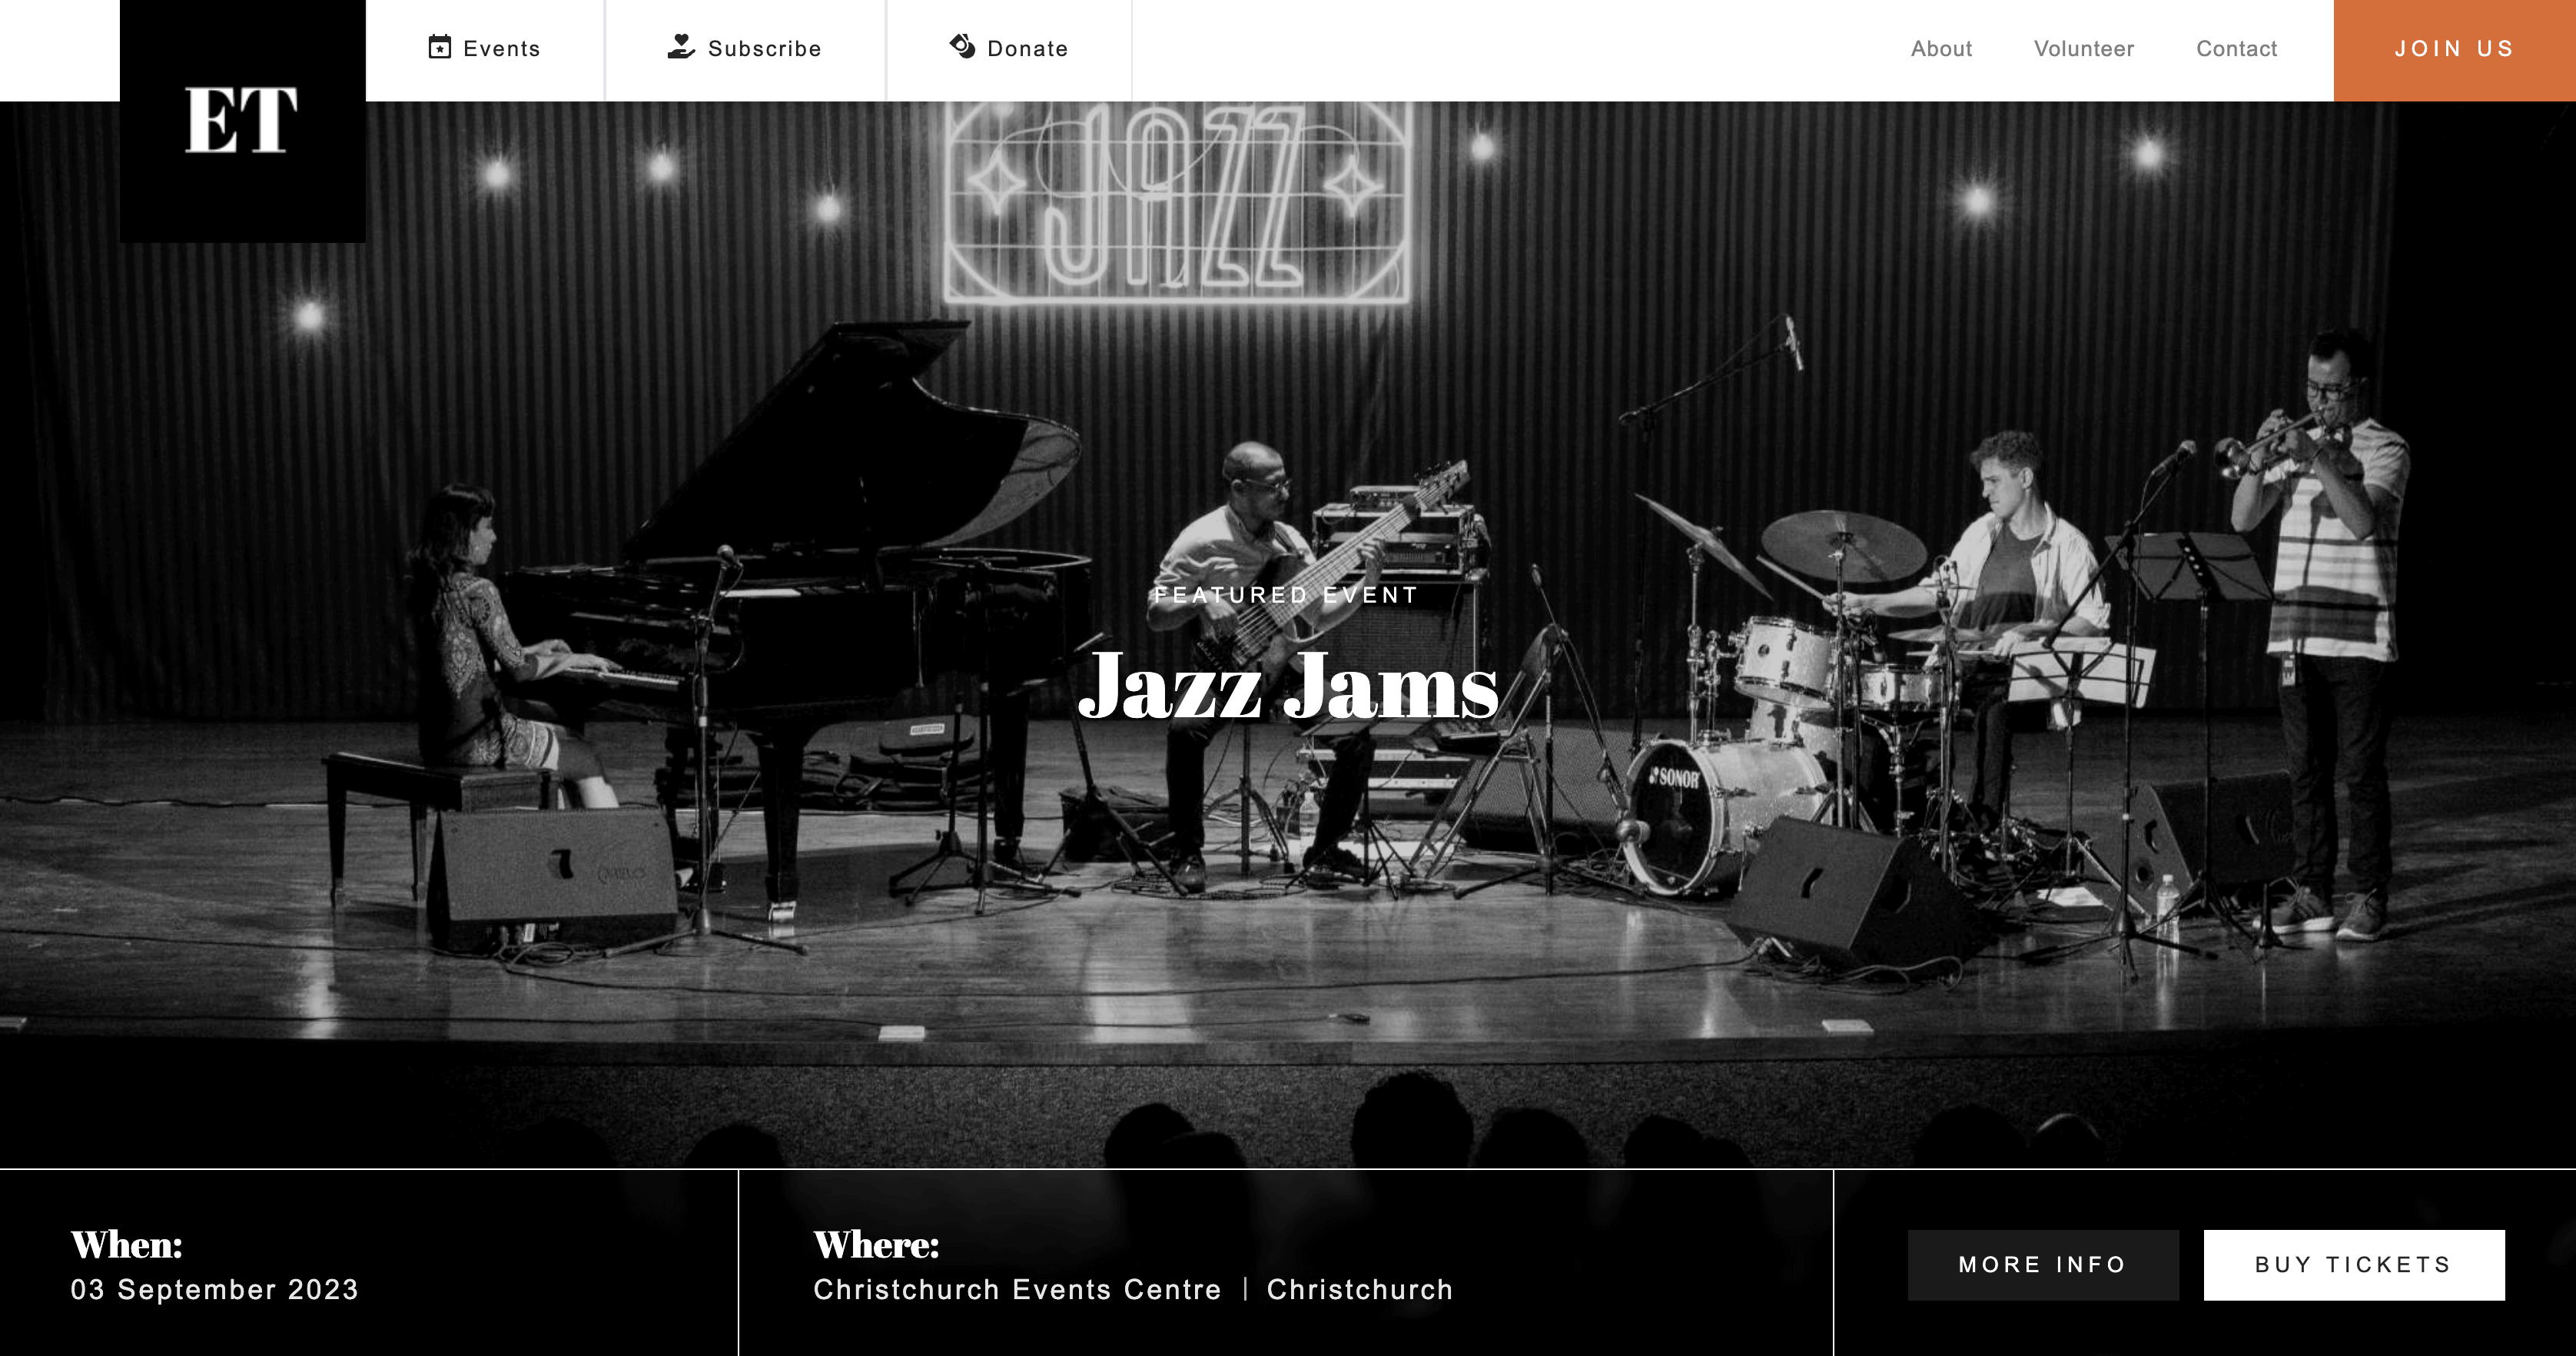 ET
Events
Subscribe
Donate
About
Volunteer
Contact
JOIN US
JAZZ
FEATURED EVENT
Jazz Jams
SONOR
When:
03 September 2023
Where:
Christchurch Events Centre | Christchurch
MORE INFO
BUY TICKETS